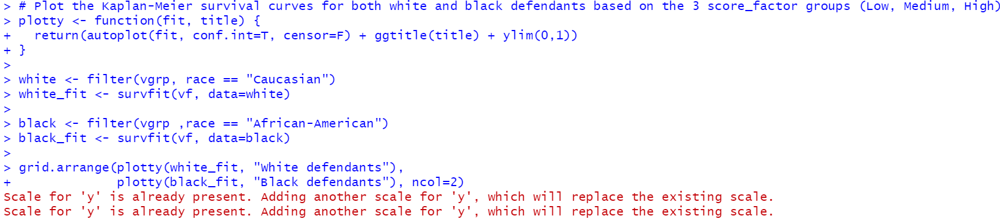 > # Plot the Kaplan-Meier survival curves for both white and black defendants based on the 3 score_factor groups (Low, Medium, High)
> plotty <- function(fit, title) {
+   return(autoplot(fit, conf.int=T, censor=F) + ggtitle(title) + ylim(0,1))
+ }
>
> white <- filter(vgrp, race == "Caucasian")
> white_fit <- survfit(vf, data=white)
>
> black <- filter(vgrp ,race == "African-American")
> black_fit <- survfit(vf, data=black)
>
> grid.arrange(plotty(white_fit, "White defendants"),
+              plotty(black_fit, "Black defendants"), ncol=2)
Scale for 'y' is already present. Adding another scale for 'y', which will replace the existing scale.
Scale for 'y' is already present. Adding another scale for 'y', which will replace the existing scale.